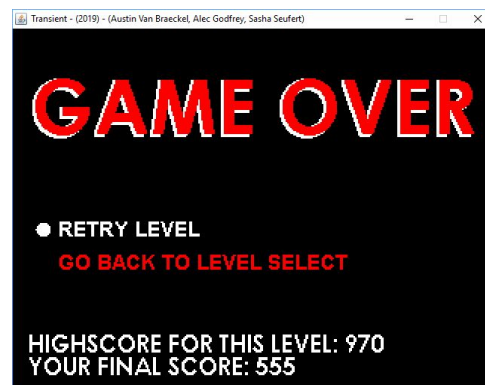 Transient - (2019) - (Austin Van Braeckel, Alec Godfrey, Sasha Seufert)
GAME OVER
RETRY LEVEL
GO BACK TO LEVEL SELECT
HIGHSCORE FOR THIS LEVEL: 970
YOUR FINAL SCORE: 555